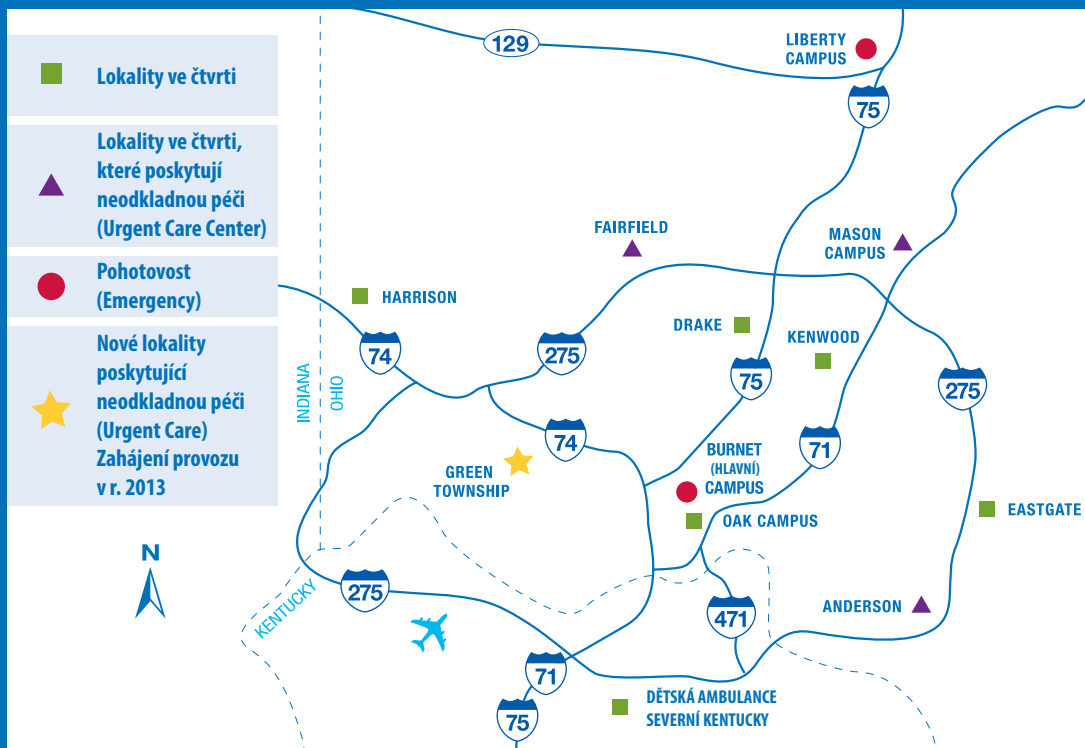 Lokality ve čtvrti
Lokality ve čtvrti,
které poskytují
neodkladnou péči
(Urgent Care Center)
Pohotovost
(Emergency)
Nové lokality
poskytující
neodkladnou péči
(Urgent Care)
Zahájení provozu
v r. 2013
N
129
LIBERTY
CAMPUS
75
FAIRFIELD
MASON
CAMPUS
HARRISON
DRAKE
KENWOOD
74
275
75
275
INDIANA
OHIO
74
71
GREEN
TOWNSHIP
BURNET
(HLAVNÍ)
CAMPUS
OAK CAMPUS
EASTGATE
KENTUCKY
275
471
ANDERSON
71
75
DĚTSKÁ AMBULANCE
SEVERNÍ KENTUCKY